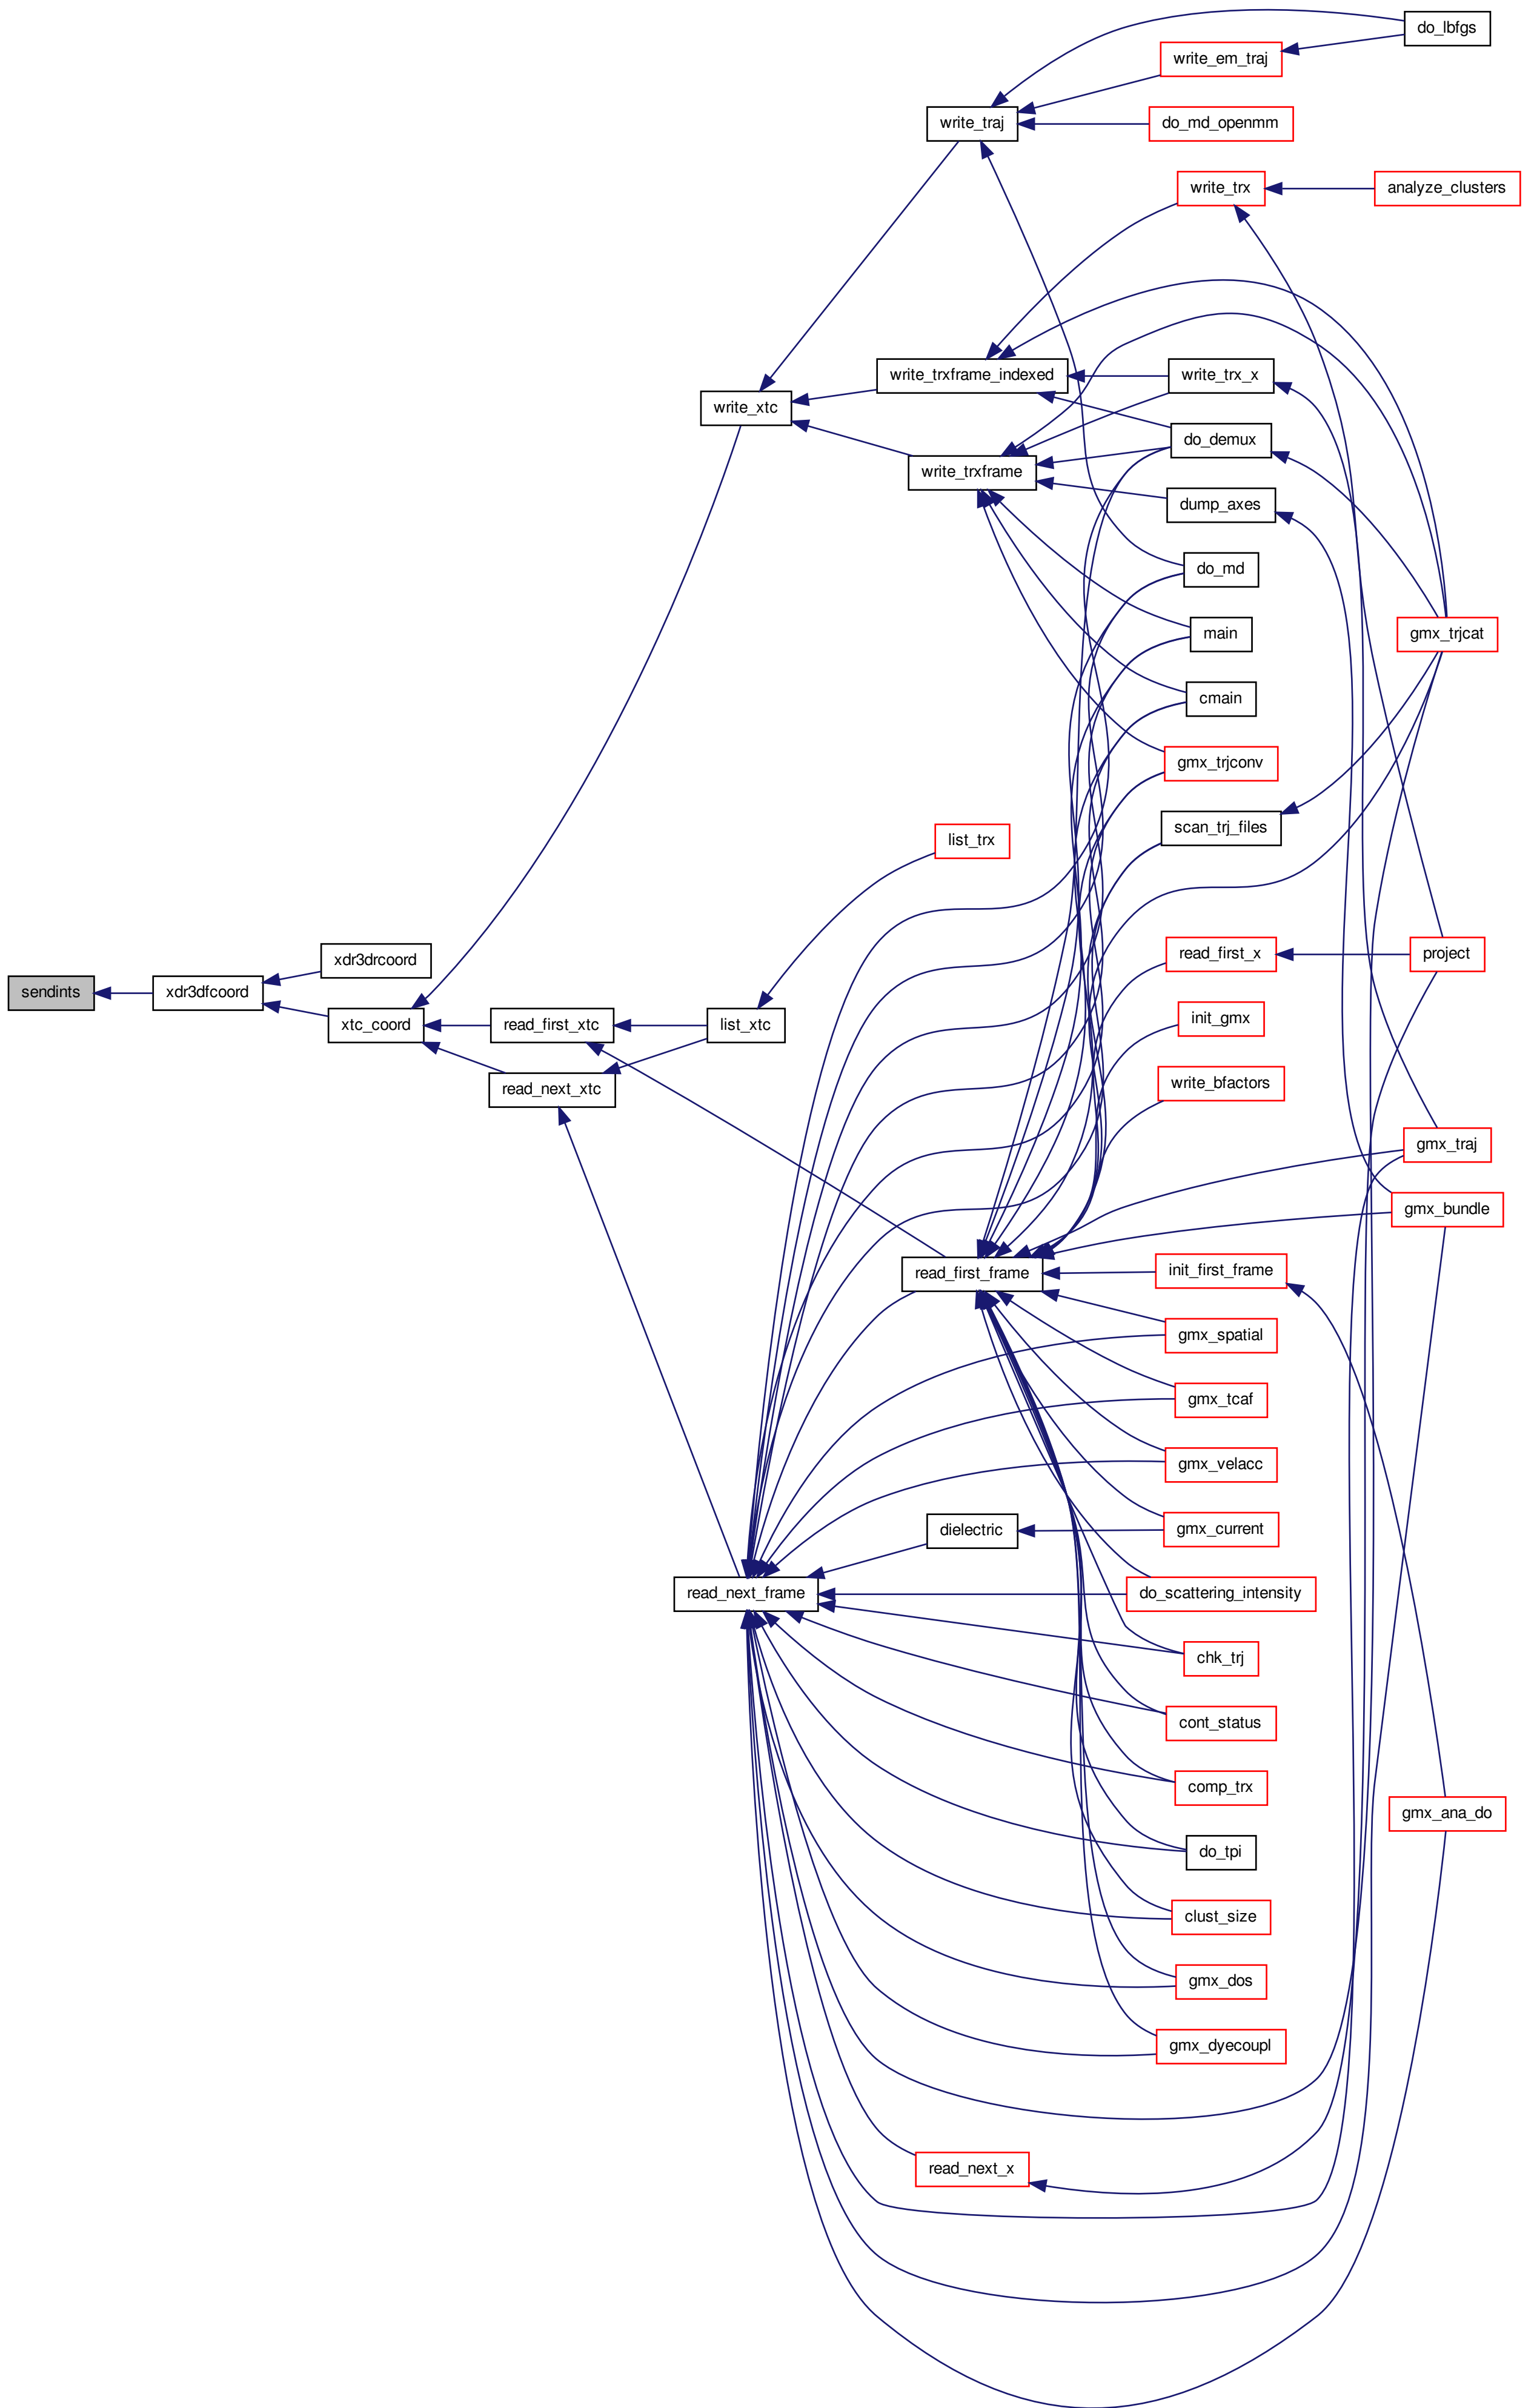 do_lbfgs
write_em_traj
write_traj
do_md_openmm
write_trx
analyze_clusters
write_trxframe_indexed
write_trx_x
write_xtc
do_demux
write_trxframe
dump_axes
do_md
main
gmx_trjcat
cmain
gmx_trjconv
scan_trj_files
list_trx
read_first_x
project
xdr3drcoord
sendints
xdr3dfcoord
init_gmx
xtc_coord
read_first_xtc
list_xtc
write_bfactors
read_next_xtc
gmx_traj
gmx_bundle
read_first_frame
init_first_frame
gmx_spatial
gmx_tcaf
gmx_velacc
dielectric
gmx_current
read_next_frame
do_scattering_intensity
chk_trj
cont_status
comp_trx
gmx_ana_do
do_tpi
clust_size
gmx_dos
gmx_dyecoupl
read_next_x